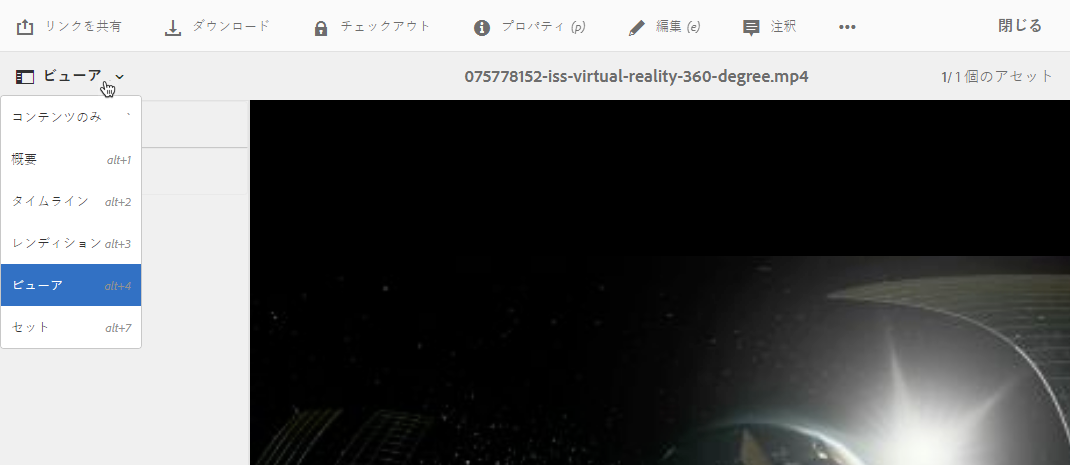 リンクを共有 ダウンロード チェックアウト プロパティ (p) 編集 (e) 注釈 ••• 閉じる
ビューア 075778152-iss-virtual-reality-360-degree.mp4 1/ 1 個のアセット
コンテンツのみ `
概要 alt+1
タイムライン alt+2
レンディション alt+3
ビューア alt+4
セット alt+7